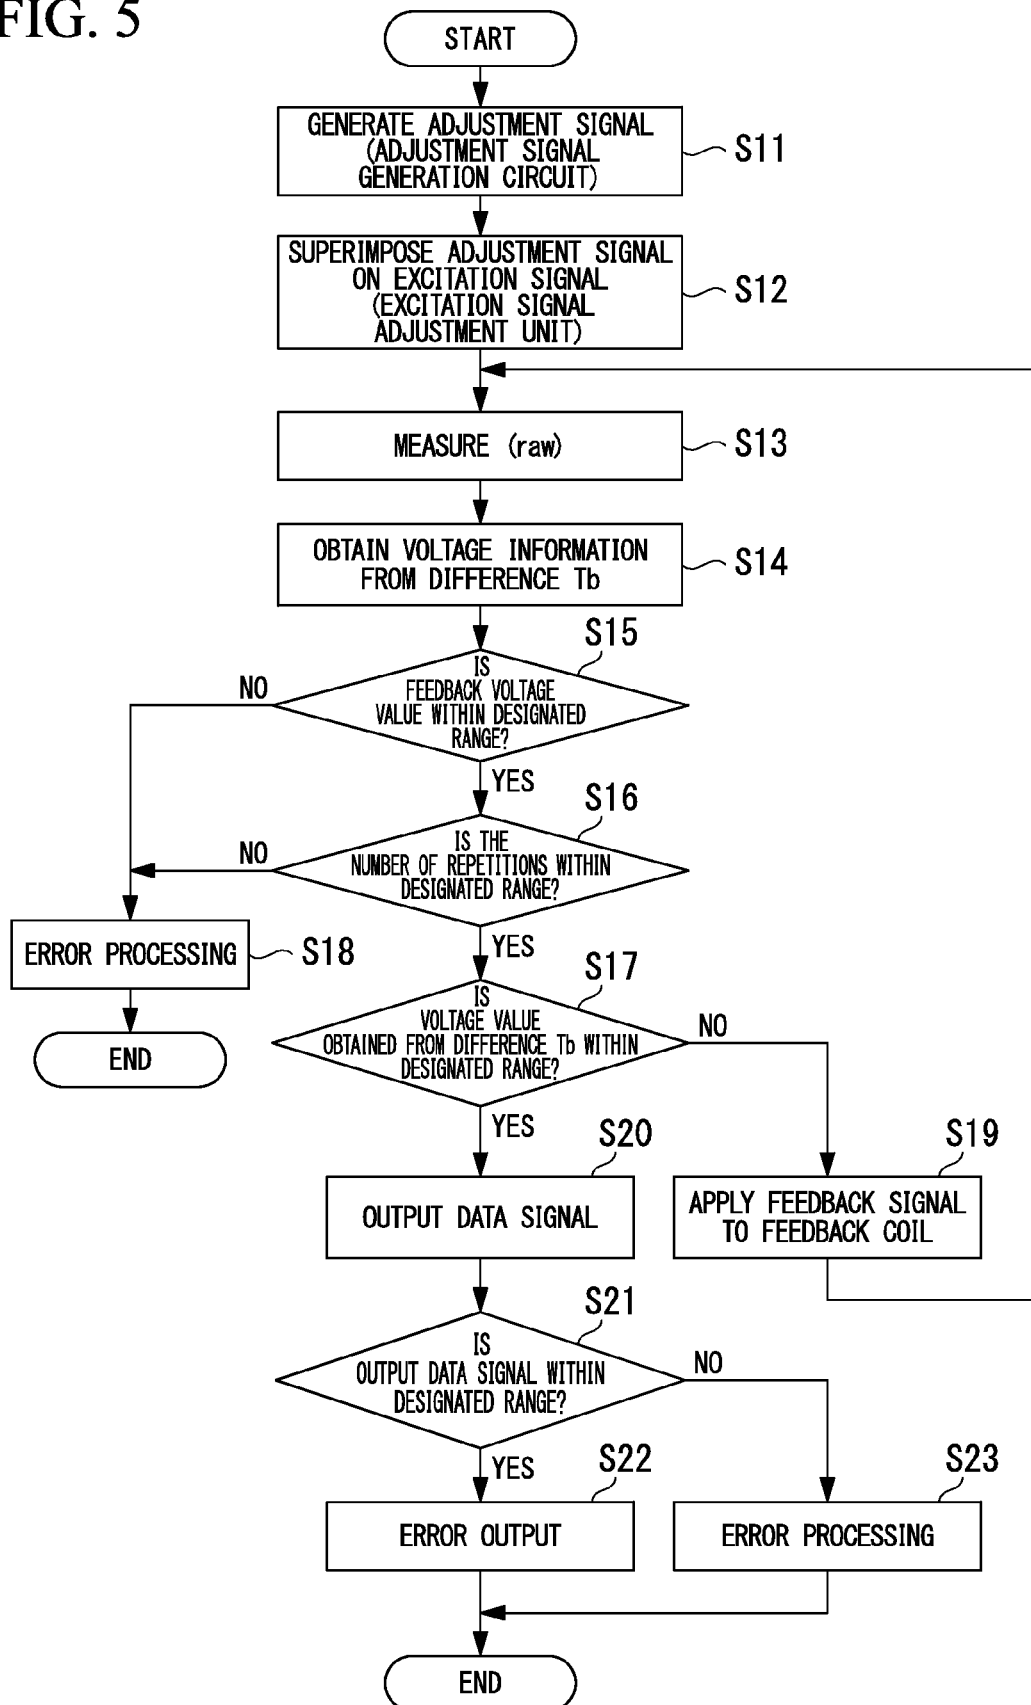 FIG. 5
START
GENERATE ADJUSTMENT SIGNAL
(ADJUSTMENT SIGNAL
GENERATION CIRCUIT)
S11
SUPERIMPOSE ADJUSTMENT SIGNAL
ON EXCITATION SIGNAL
(EXCITATION SIGNAL
ADJUSTMENT UNIT)
S12
MEASURE (raw)
S13
OBTAIN VOLTAGE INFORMATION
FROM DIFFERENCE Tb
S14
S15
IS
FEEDBACK VOLTAGE
VALUE WITHIN DESIGNATED
RANGE?
NO
YES
S16
IS THE
NUMBER OF REPETITIONS WITHIN
DESIGNATED RANGE?
NO
YES
ERROR PROCESSING
S18
END
S17
IS
VOLTAGE VALUE
OBTAINED FROM DIFFERENCE Tb WITHIN
DESIGNATED RANGE?
NO
YES
S20
OUTPUT DATA SIGNAL
S19
APPLY FEEDBACK SIGNAL
TO FEEDBACK COIL
S21
IS
OUTPUT DATA SIGNAL WITHIN
DESIGNATED RANGE?
NO
YES
S22
ERROR OUTPUT
S23
ERROR PROCESSING
END